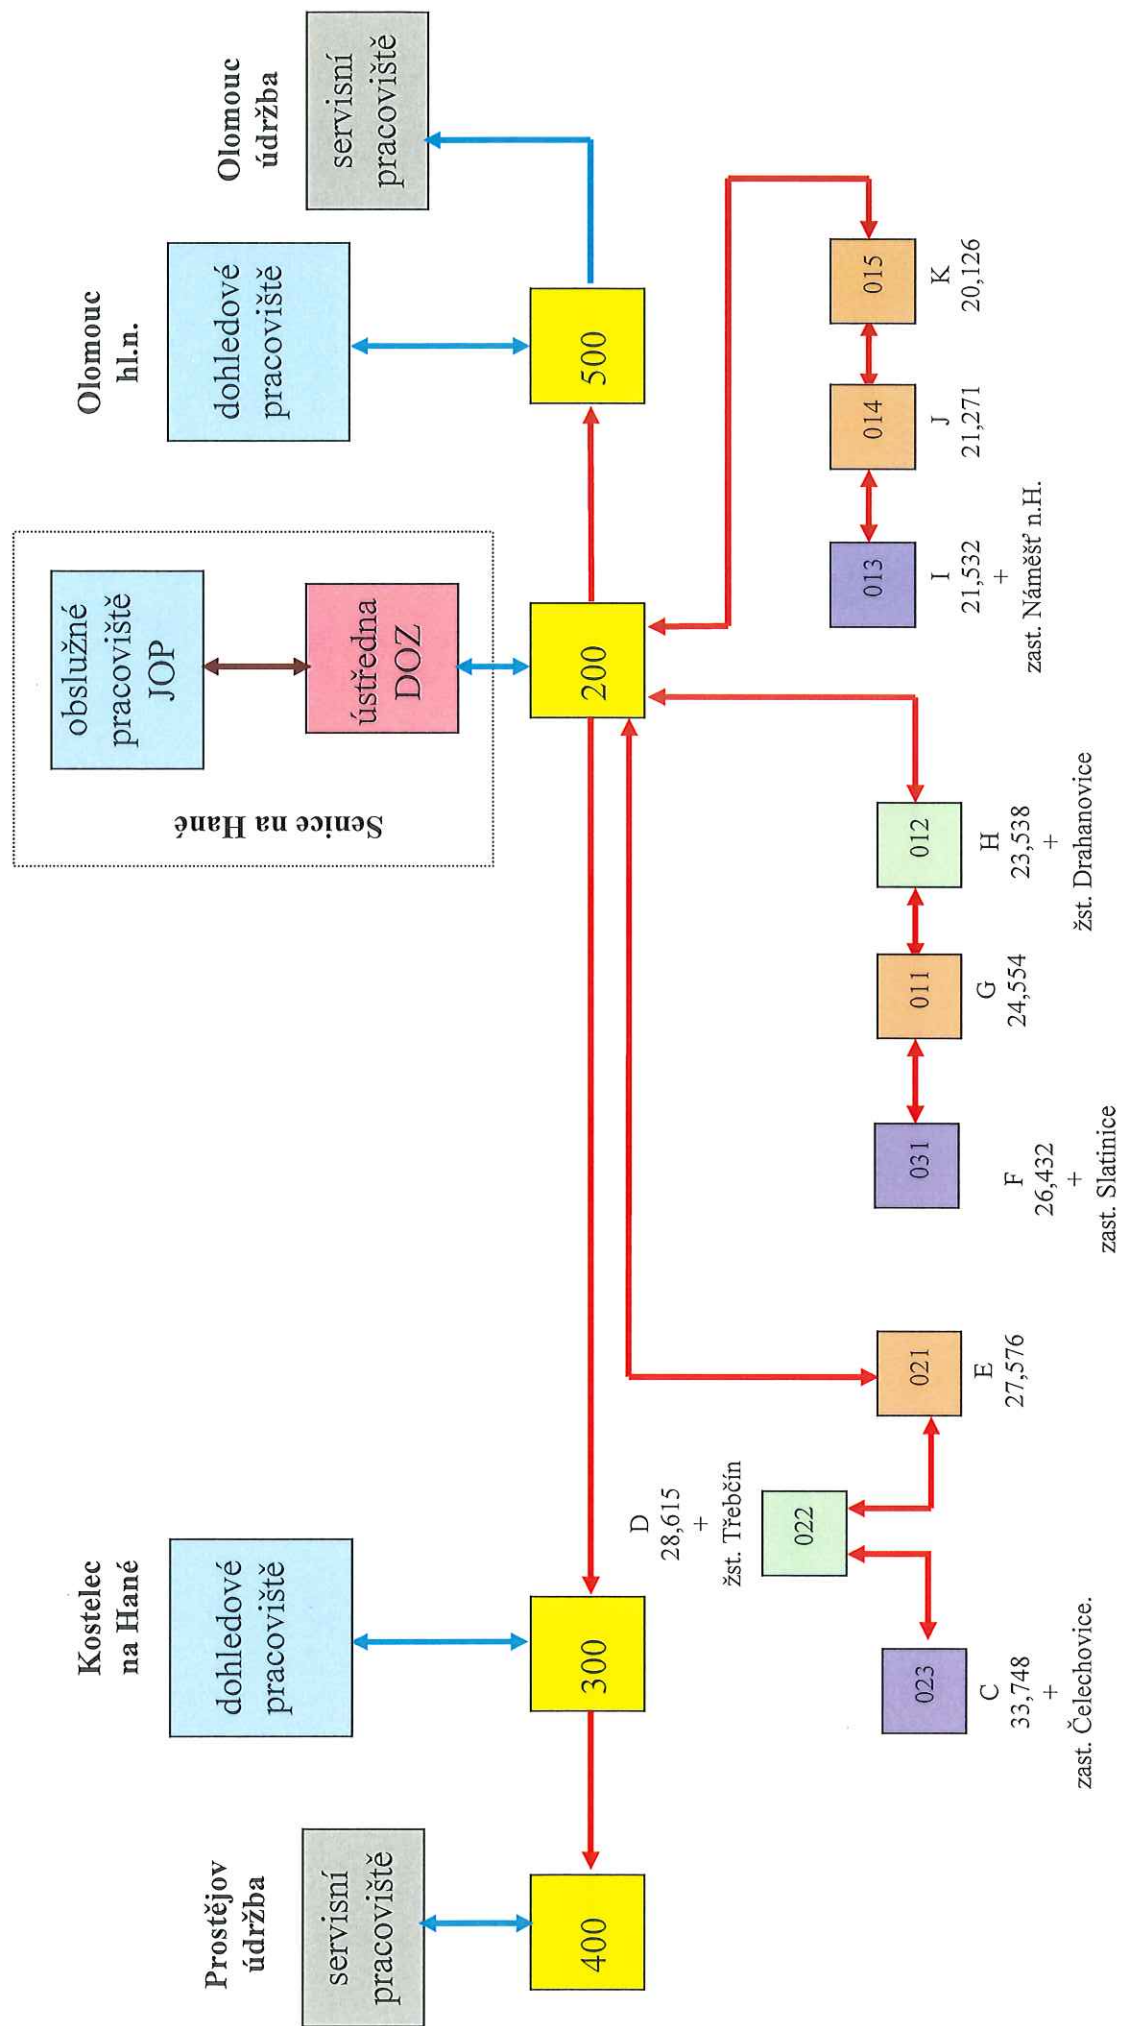 Prostějov
údržba
servisní
pracoviště
400
Kostelec
na Hané
dohledové
pracoviště
300
Senice na Hané
obslužné
pracoviště
JOP
ústředna
DOZ
200
Olomouc
hl.n.
dohledové
pracoviště
500
Olomouc
údržba
servisní
pracoviště
023
C
33,748
+
zast. Čelechovice.
D
28,615
+
žst. Třebčín
022
021
E
27,576
031
F
26,432
+
zast. Slatinice
011
G
24,554
012
H
23,538
+
žst. Drahanovice
013
I
21,532
+
zast. Náměšť n.H.
014
J
21,271
015
K
20,126